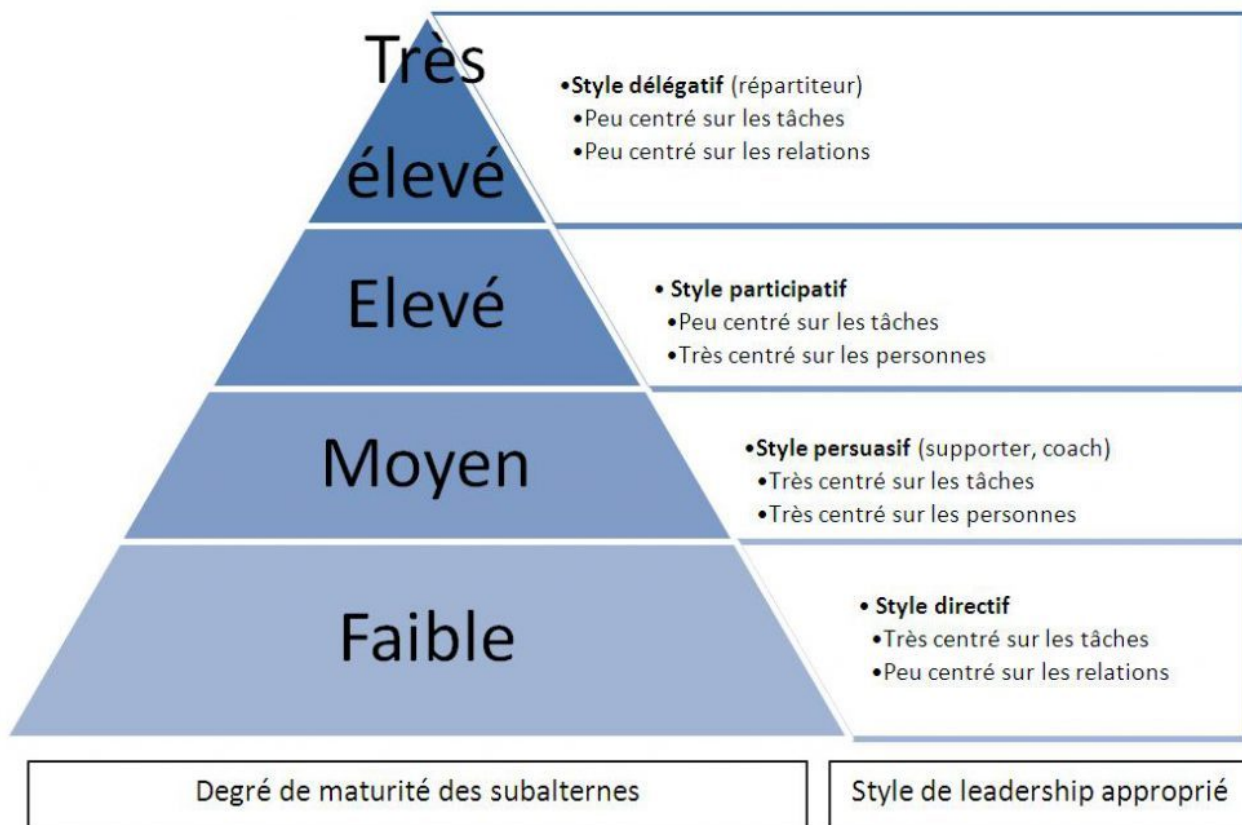 Très
élevé
•Style délégatif (répartiteur)
•Peu centré sur les tâches
•Peu centré sur les relations
Elevé
• Style participatif
•Peu centré sur les tâches
•Très centré sur les personnes
Moyen
•Style persuasif (supporter, coach)
•Très centré sur les tâches
•Très centré sur les personnes
Faible
• Style directif
•Très centré sur les tâches
•Peu centré sur les relations
Degré de maturité des subalternes
Style de leadership approprié